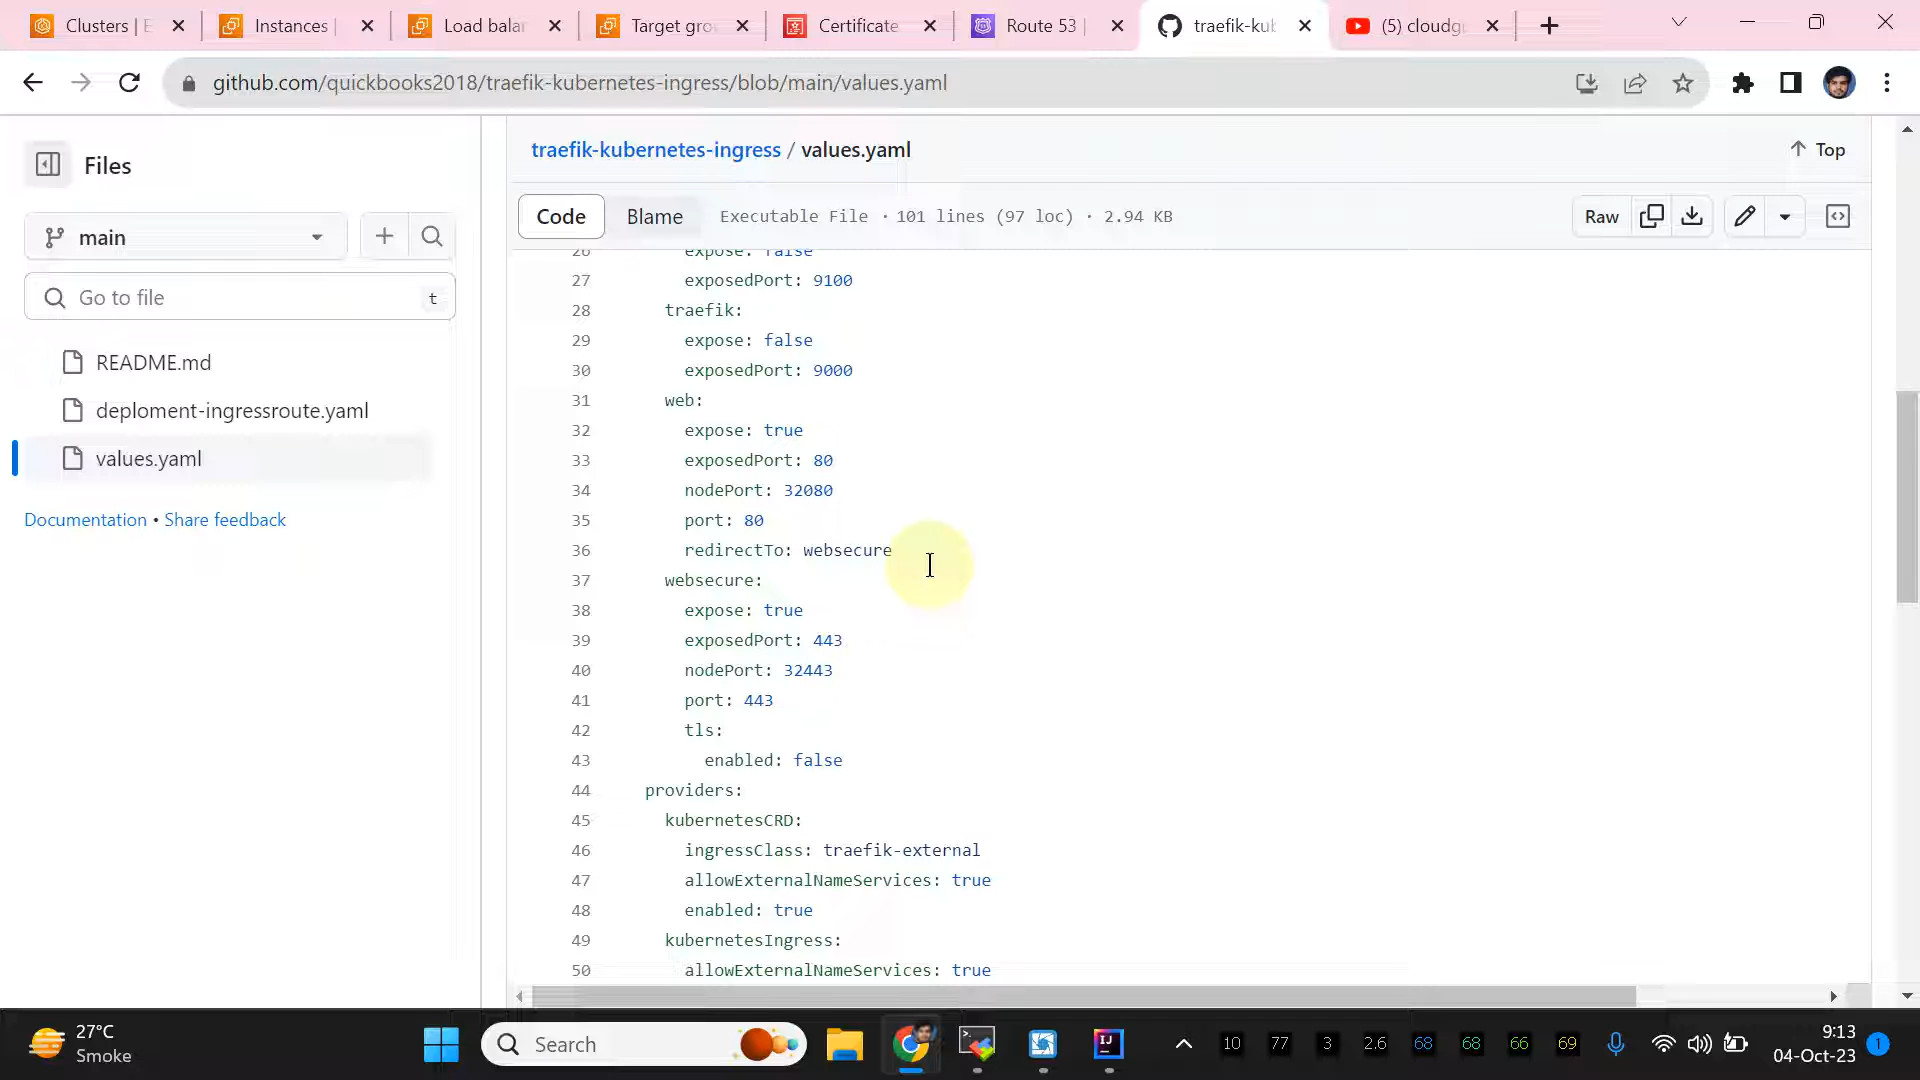 Clusters | E
Instances |
Load balan
Target gro
Certificate
Route 53 |
traefik-kub
(5) cloudg
github.com/quickbooks2018/traefik-kubernetes-ingress/blob/main/values.yaml
Files
main
Go to file
t
README.md
deploment-ingressroute.yaml
values.yaml
Documentation • Share feedback
traefik-kubernetes-ingress / values.yaml
Top
Code
Blame
Executable File · 101 lines (97 loc) · 2.94 KB
Raw
26 expose: false
27 exposedPort: 9100
28 traefik:
29 expose: false
30 exposedPort: 9000
31 web:
32 expose: true
33 exposedPort: 80
34 nodePort: 32080
35 port: 80
36 redirectTo: websecure
37 websecure:
38 expose: true
39 exposedPort: 443
40 nodePort: 32443
41 port: 443
42 tls:
43 enabled: false
44 providers:
45 kubernetesCRD:
46 ingressClass: traefik-external
47 allowExternalNameServices: true
48 enabled: true
49 kubernetesIngress:
50 allowExternalNameServices: true
27°C
Smoke
Search
10 77 3 2.6 68 68 66 69
9:13
04-Oct-23
1